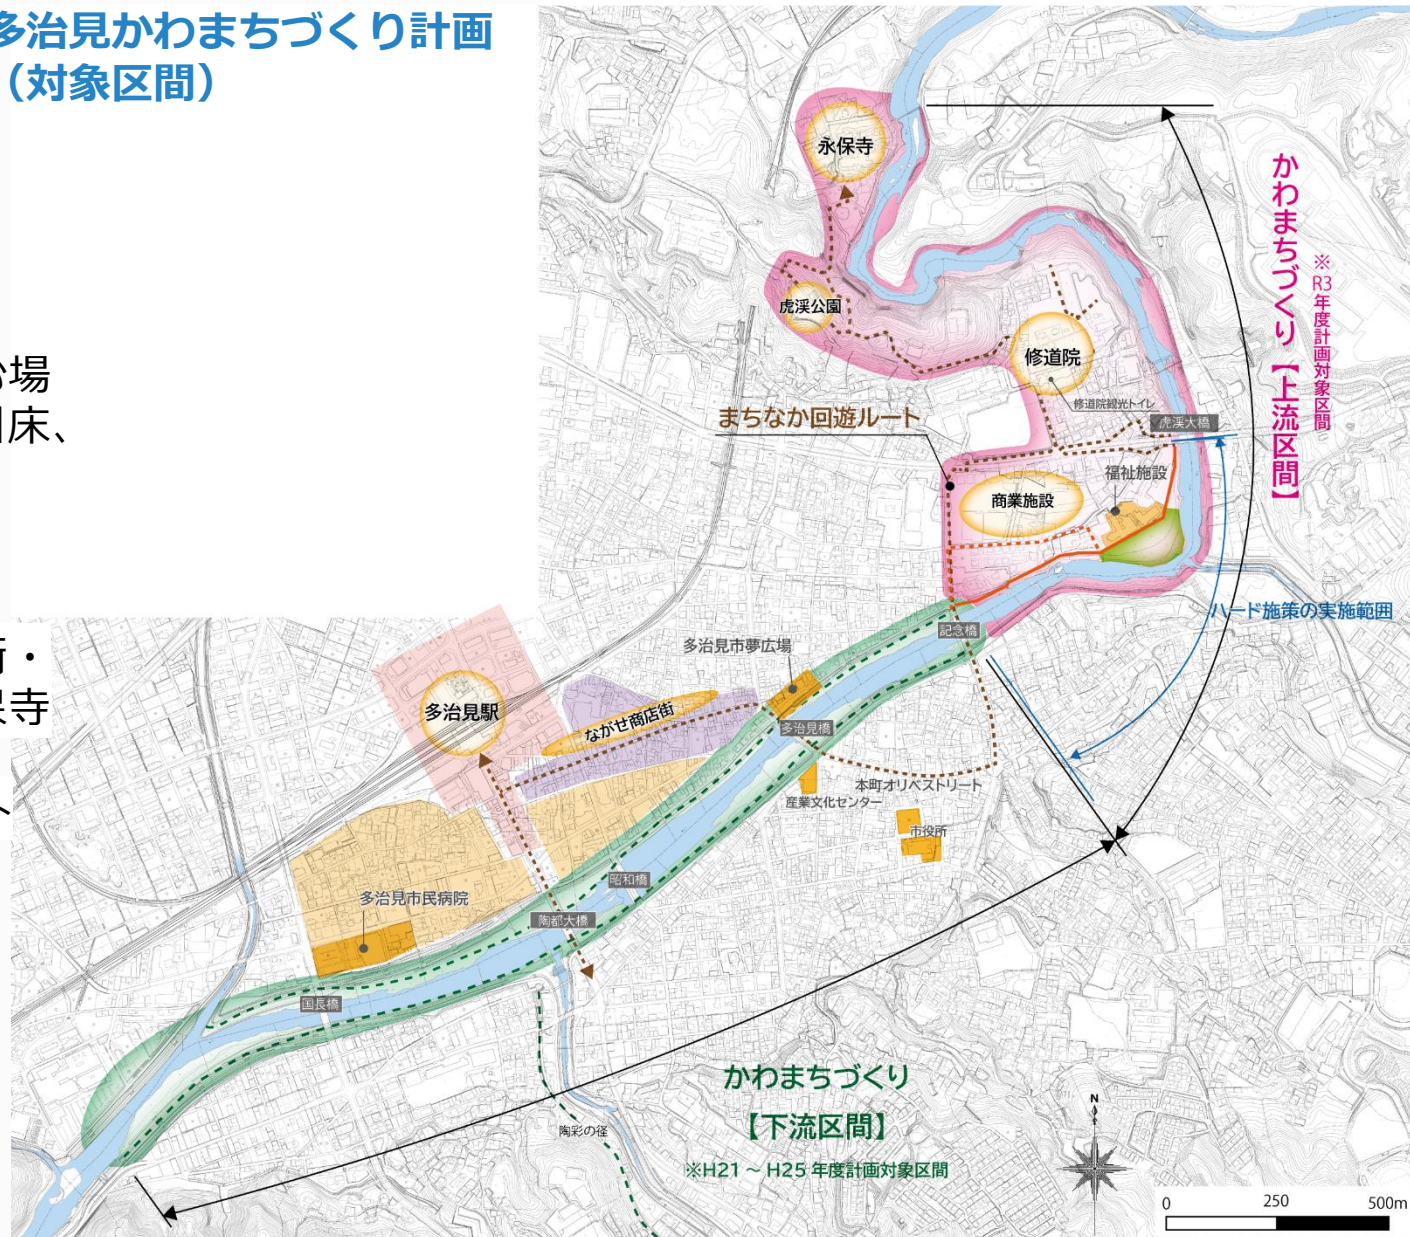 多治見かわまちづくり計画
（対象区間）
場
床、
・
寺
永保寺
虎渓公園
修道院
修道院観光トイレ
虎渓大橋
まちなか回遊ルート
福祉施設
商業施設
かわまちづくり【上流区間】
※R3年度計画対象区間
ハード施策の実施範囲
記念橋
多治見市夢広場
多治見駅
ながせ商店街
多治見橋
本町オリベストリート
産業文化センター
市役所
昭和橋
多治見市民病院
陶都大橋
国長橋
かわまちづくり
【下流区間】
※H21～H25年度計画対象区間
陶彩の径
N
0 250 500m